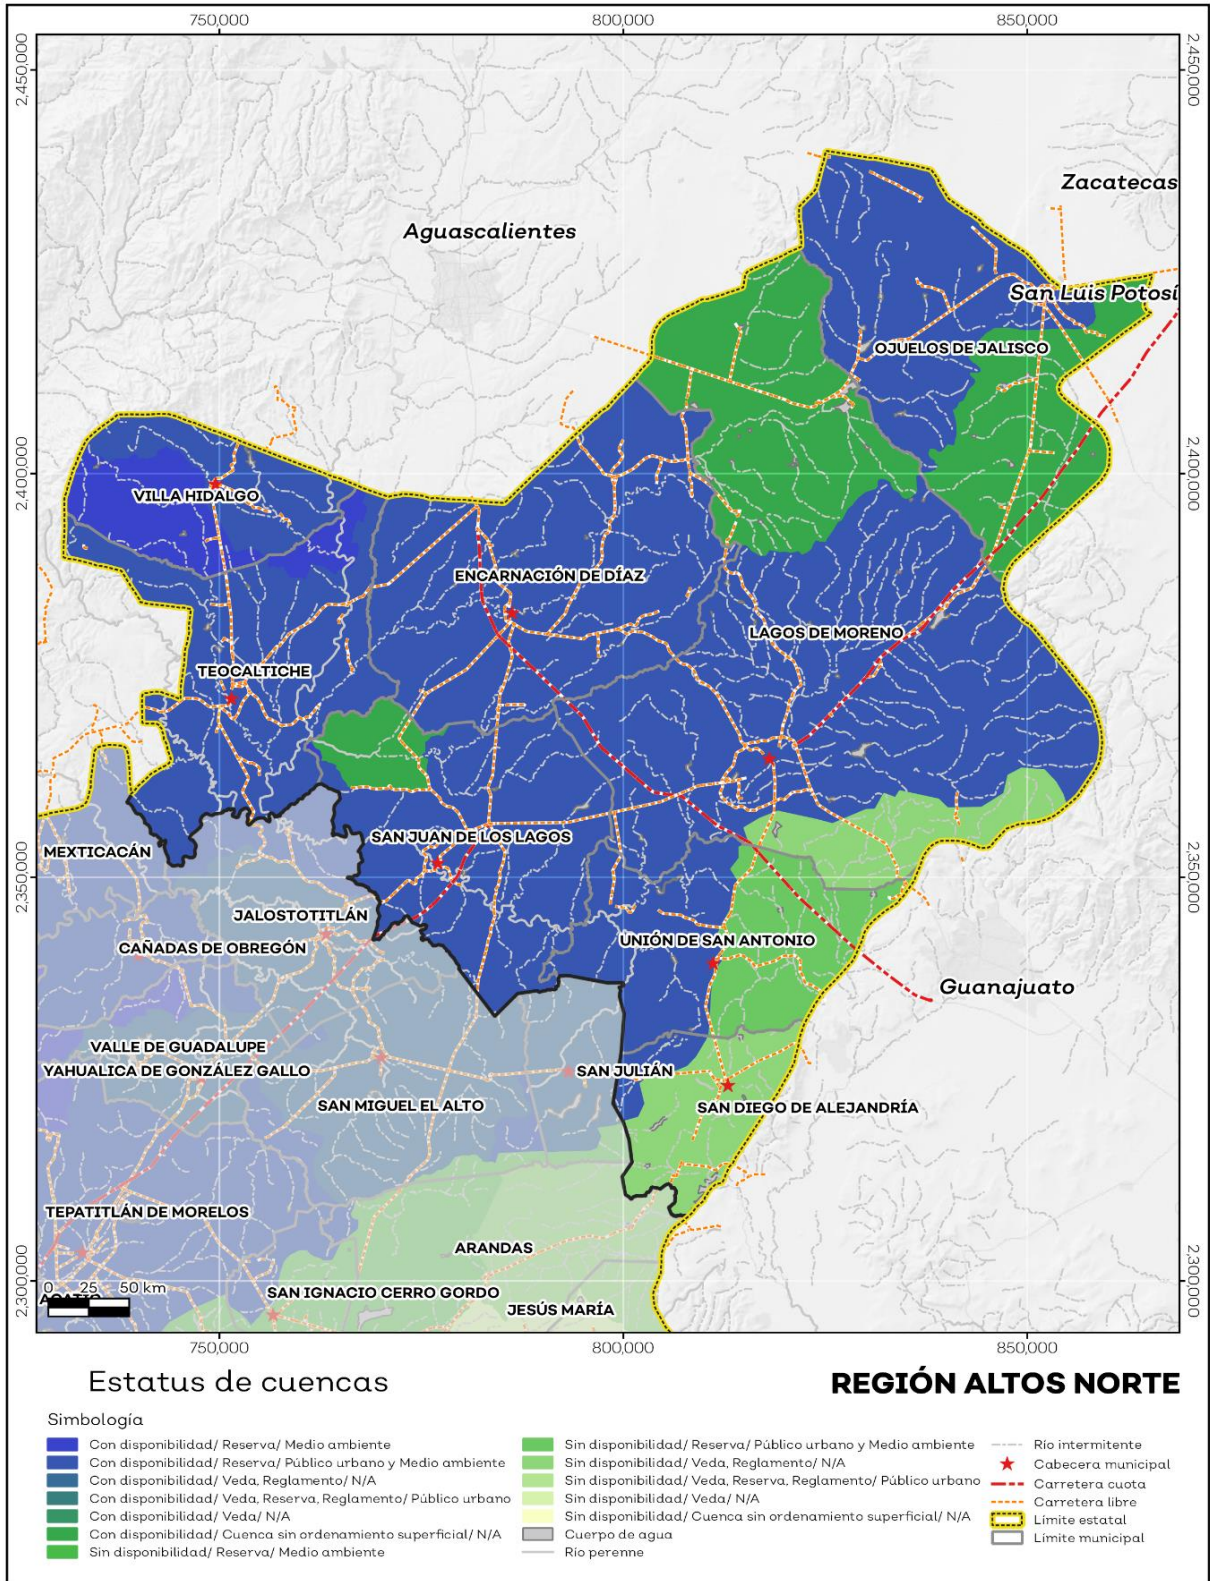 750,000
800,000
850,000
2,450,000
2,450,000
Zacatecas
Aguascalientes
San Luis Potosí
OJUELOS DE JALISCO
2,400,000
2,400,000
VILLA HIDALGO
ENCARNACIÓN DE DÍAZ
LAGOS DE MORENO
TEOCALTICHE
SAN JUAN DE LOS LAGOS
MEXTICACÁN
2,350,000
2,350,000
JALOSTOTITLÁN
CAÑADAS DE OBREGÓN
UNIÓN DE SAN ANTONIO
Guanajuato
VALLE DE GUADALUPE
YAHUALICA DE GONZÁLEZ GALLO
SAN JULIÁN
SAN MIGUEL EL ALTO
SAN DIEGO DE ALEJANDRÍA
TEPATITLÁN DE MORELOS
ARANDAS
2,300,000
2,300,000
0 25 50 km
ACATIC
SAN IGNACIO CERRO GORDO
JESÚS MARÍA
750,000
800,000
850,000
Estatus de cuencas
REGIÓN ALTOS NORTE
Simbología
Con disponibilidad/ Reserva/ Medio ambiente
Con disponibilidad/ Reserva/ Público urbano y Medio ambiente
Con disponibilidad/ Veda, Reglamento/ N/A
Con disponibilidad/ Veda, Reserva, Reglamento/ Público urbano
Con disponibilidad/ Veda/ N/A
Con disponibilidad/ Cuenca sin ordenamiento superficial/ N/A
Sin disponibilidad/ Reserva/ Medio ambiente
Sin disponibilidad/ Reserva/ Público urbano y Medio ambiente
Sin disponibilidad/ Veda, Reglamento/ N/A
Sin disponibilidad/ Veda, Reserva, Reglamento/ Público urbano
Sin disponibilidad/ Veda/ N/A
Sin disponibilidad/ Cuenca sin ordenamiento superficial/ N/A
Cuerpo de agua
Río perenne
Río intermitente
Cabecera municipal
Carretera cuota
Carretera libre
Límite estatal
Límite municipal